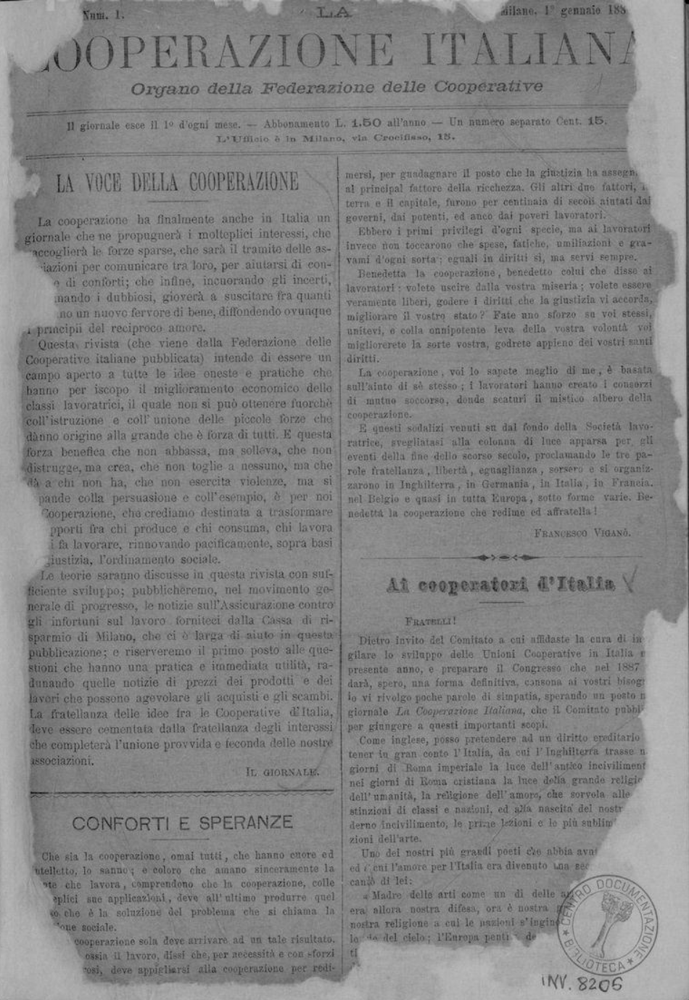 Num. 1.
LA
Milano, 1° gennaio 188
COOPERAZIONE ITALIANA
Organo della Federazione delle Cooperative
Il giornale esce il 1º d'ogni mese. — Abbonamento L. 1.50 all'anno — Un numero separato Cent. 15.
L'Ufficio è in Milano, via Crocifisso, 15.
LA VOCE DELLA COOPERAZIONE
La cooperazione ha finalmente anche in Italia un
giornale che ne propugnerà i molteplici interessi, che
raccoglierà le forze sparse, che sarà il tramite delle as-
iazioni per comunicare tra loro, per aiutarsi di con-
o di conforti; che infine, incuorando gli incerti,
nando i dubbiosi, gioverà a suscitare fra quanti
no un nuovo fervore di bene, diffondendo ovunque
i principii del reciproco amore.
Questa rivista (che viene dalla Federazione delle
Cooperative italiane pubblicata) intende di essere un
campo aperto a tutte le idee oneste e pratiche che
hanno per iscopo il miglioramento economico delle
classi lavoratrici, il quale non si può ottenere fuorchè
coll'istruzione e coll'unione delle piccole forze che
dànno origine alla grande che è forza di tutti. E questa
forza benefica che non abbassa, ma solleva, che non
distrugge, ma crea, che non toglie a nessuno, ma che
dà a chi non ha, che non esercita violenze, ma si
pande colla persuasione e coll'esempio, è per noi
Cooperazione, che crediamo destinata a trasformare
pporti fra chi produce e chi consuma, chi lavora
i fa lavorare, rinnovando pacificamente, sopra basi
giustizia, l'ordinamento sociale.
Le teorie saranno discusse in questa rivista con suf-
ficiente sviluppo; pubblicheremo, nel movimento ge-
nerale di progresso, le notizie sull'Assicurazione contro
gli infortuni sul lavoro forniteci dalla Cassa di ri-
sparmio di Milano, che ci è larga di aiuto in questa
pubblicazione; e riserveremo il primo posto alle que-
stioni che hanno una pratica e immediata utilità, ra-
dunando quelle notizie di prezzi dei prodotti e dei
lavori che possono agevolare gli acquisti e gli scambi.
La fratellanza delle idee fra le Cooperative d'Italia,
deve essere cementata dalla fratellanza degli interessi
che completerà l'unione provvida e feconda delle nostre
associazioni.
IL GIORNALE.
CONFORTI E SPERANZE
Che sia la cooperazione, omai tutti, che hanno cuore ed
ntelletto, lo sanno; e coloro che amano sinceramente la
nte che lavora, comprendono che la cooperazione, colle
eplici sue applicazioni, deve all'ultimo produrre quel
so che è la soluzione del problema che si chiama la
one sociale.
cooperazione sola deve arrivare ad un tale risultato.
ossia il lavoro, dissi che, per necessità e con sforzi
rosi, deve appigliarsi alla cooperazione per redi-
mersi, per guadagnare il posto che la giustizia ha assegn
al principal fattore della ricchezza. Gli altri due fattori,
terra e il capitale, furono per centinaia di secoli aiutati dai
governi, dai potenti, ed anco dai poveri lavoratori.
Ebbero i primi privilegi d'ogni specie, ma ai lavoratori
invece non toccarono che spese, fatiche, umiliazioni e gra-
vami d'ogni sorta; eguali in diritti sì, ma servi sempre.
Benedetta la cooperazione, benedetto colui che disse ai
lavoratori: volete uscire dalla vostra miseria; volete essere
veramente liberi, godere i diritti che la giustizia vi accorda,
migliorare il vostro stato? Fate uno sforzo su voi stessi,
unitevi, e colla onnipotente leva della vostra volontà voi
migliorerete la sorte vostra, godrete appieno dei vostri santi
diritti.
La cooperazione, voi lo sapete meglio di me, è basata
sull'aiuto di sè stesso; i lavoratori hanno creato i consorzi
di mutuo soccorso, donde scaturì il mistico albero della
cooperazione.
E questi sodalizi venuti su dal fondo della Società lavo-
ratrice, svegliatasi alla colonna di luce apparsa per gli
eventi della fine dello scorso secolo, proclamando le tre pa-
role fratellanza, libertà, eguaglianza, sorsero e si organiz-
zarono in Inghilterra, in Germania, in Italia, in Francia,
nel Belgio e quasi in tutta Europa, sotto forme varie. Be-
nedetta la cooperazione che redime ed affratella!
FRANCESCO VIGANÒ.
Ai cooperatori d'Italia
FRATELLI!
Dietro invito del Comitato a cui affidaste la cura di in
gilare lo sviluppo delle Unioni Cooperative in Italia e
presente anno, e preparare il Congresso che nel 1887
darà, spero, una forma definitiva, consona ai vostri bisog
io vi rivolgo poche parole di simpatia, sperando un posto n
giornale La Cooperazione Italiana, che il Comitato pubbl
per giungere a questi importanti scopi.
Come inglese, posso pretendere ad un diritto ereditario
tener in gran conto l'Italia, da cui l'Inghilterra trasse n
giorni di Roma imperiale la luce dell'antico inciviliment
nei giorni di Roma cristiana la luce della grande religio
dell'umanità, la religione dell'amore, che sorvola alle
stinzioni di classi e nazioni, ed alla nascita del nostr
derno incivilimento, le prime lezioni e le più sublim
zioni dell'arte.
Uno dei nostri più grandi poeti che abbia avu
ed in cui l'amore per l'Italia era divenuto una sec
cantò di lei:
« Madre delle arti come un dì delle a
era allora nostra difesa, ora è nostra
nostra religione a cui le nazioni s'ingin
lo del cielo; l'Europa penti de
ti
CENTRO DOCUMENTAZIONE
★ BIBLIOTECA ★
INV. 8206